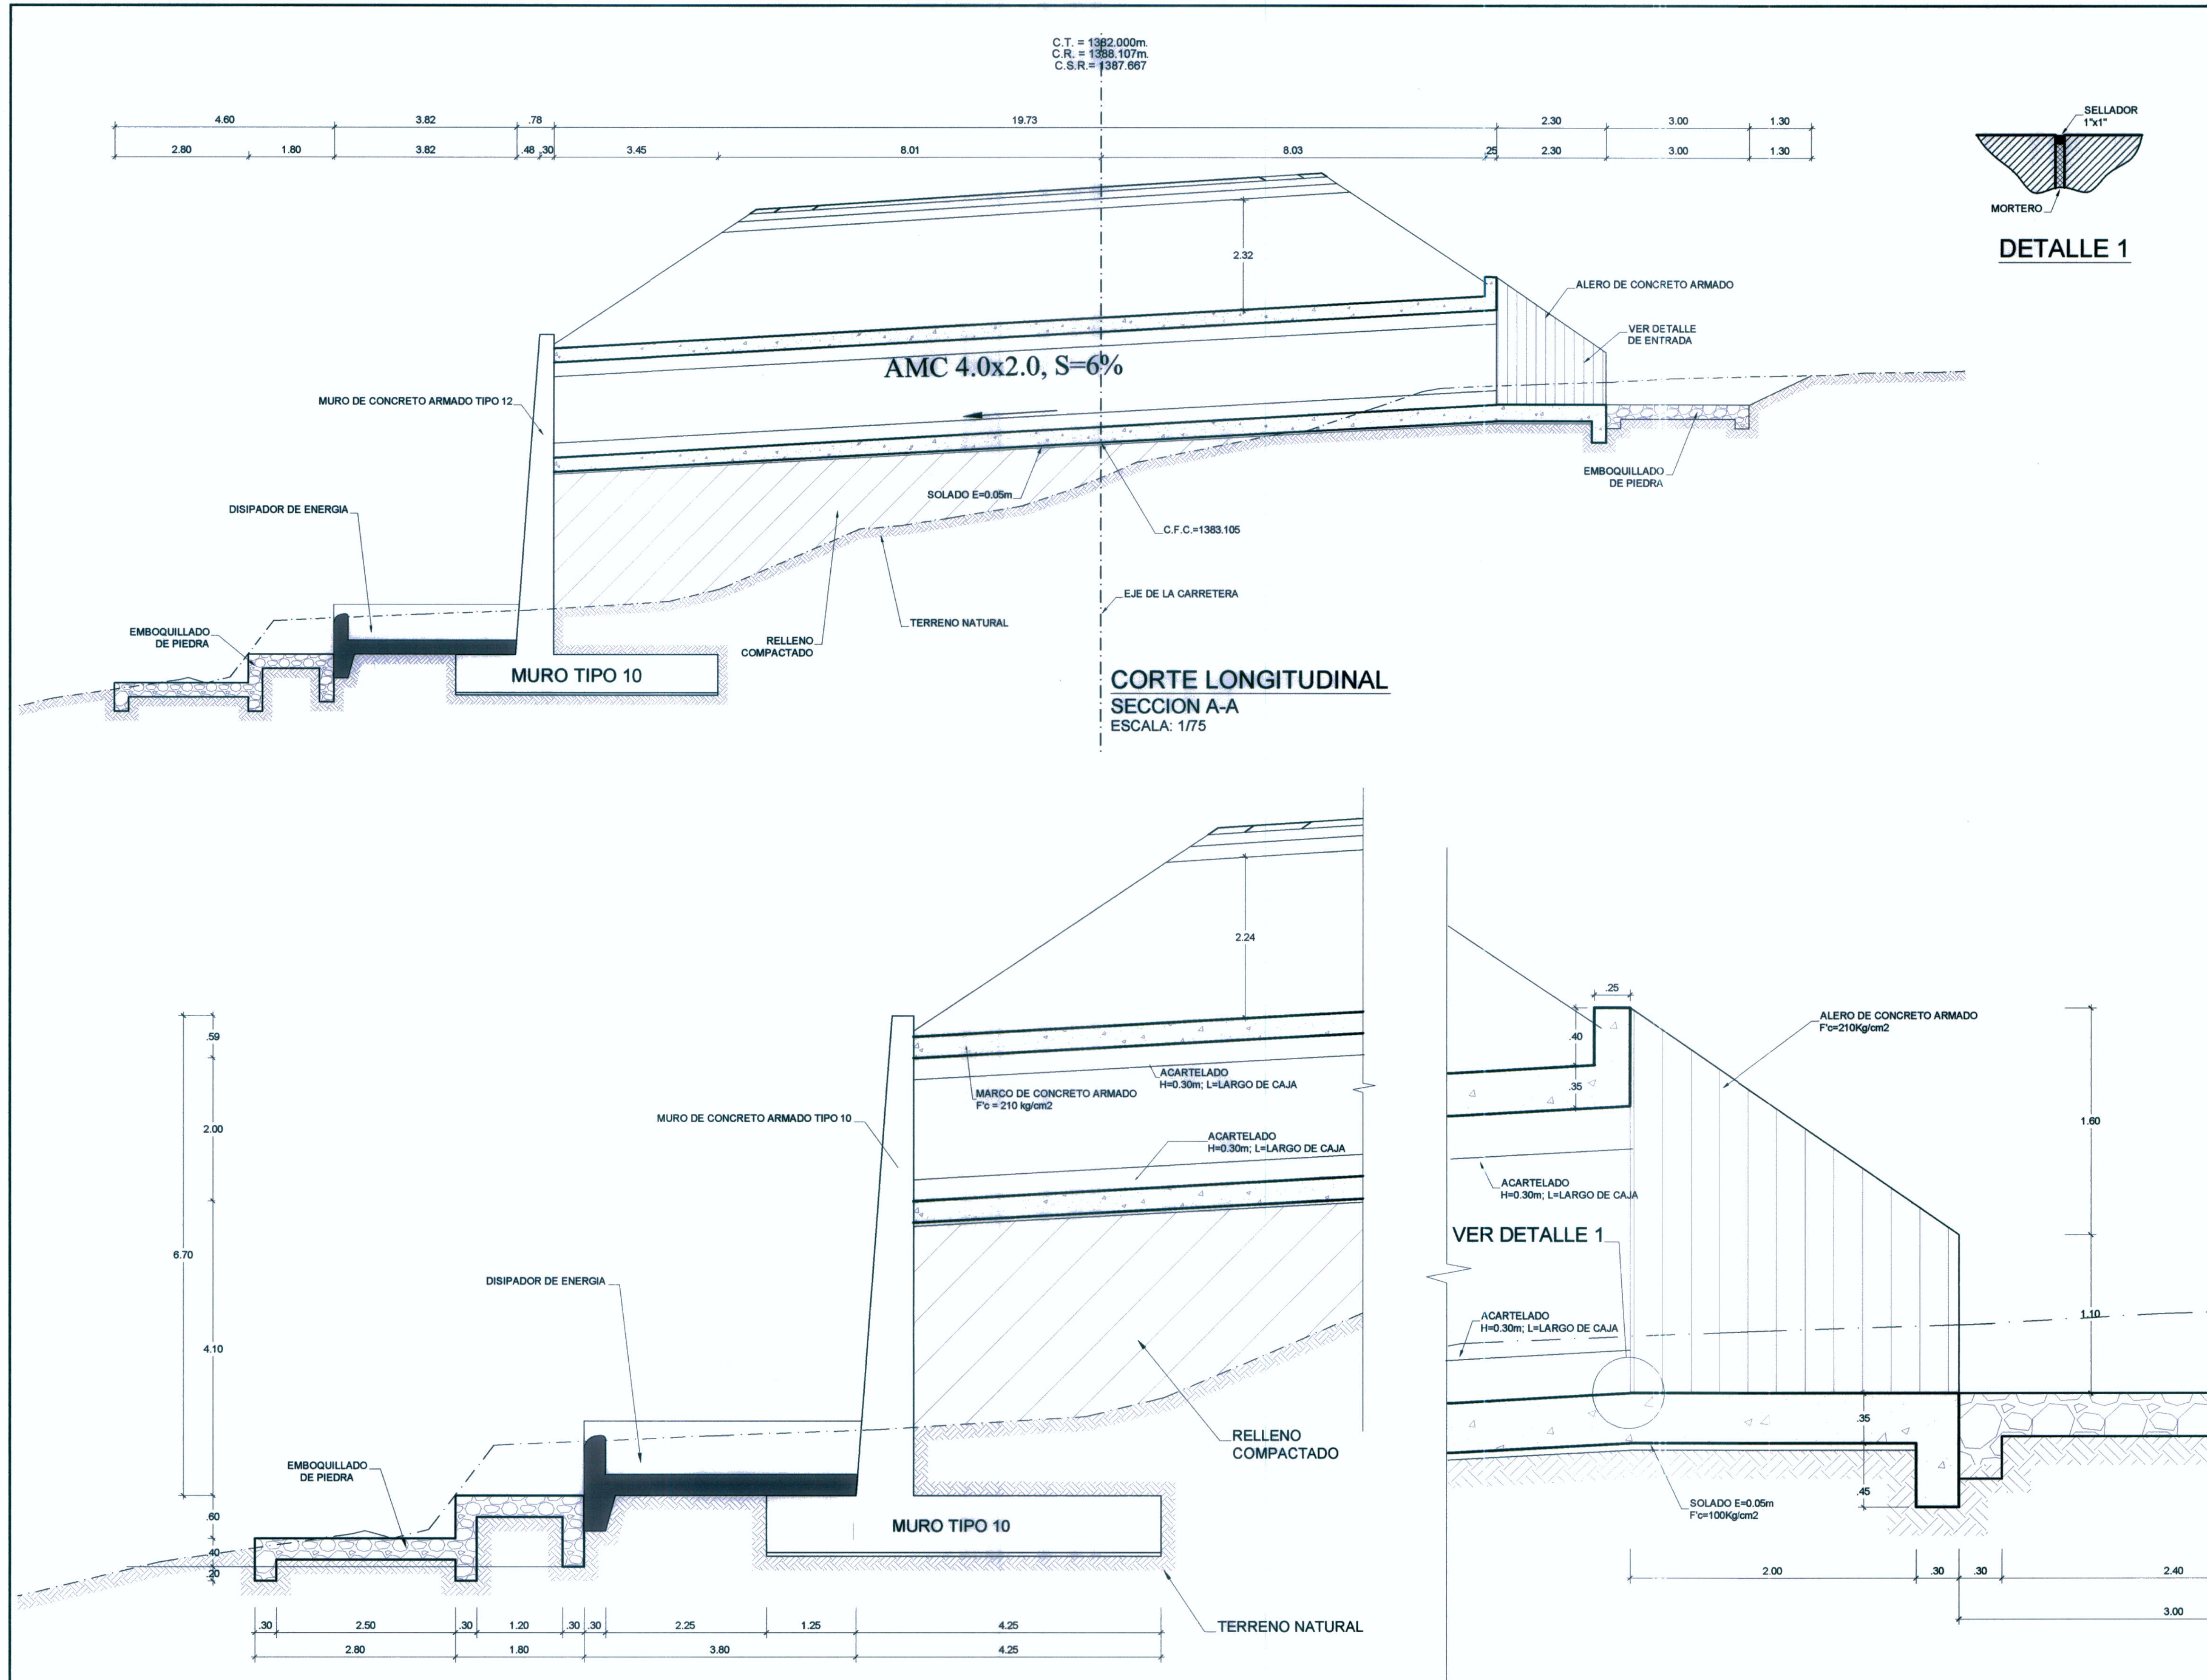 C.T. = 1382.000m.
C.R. = 1388.107m.
C.S.R.= 1387.667
4.60
3.82
.78
19.73
2.30
3.00
1.30
2.80
1.80
3.82
.48
.30
3.45
8.01
8.03
.25
2.30
3.00
1.30
SELLADOR
1"x1"
MORTERO
DETALLE 1
2.32
ALERO DE CONCRETO ARMADO
VER DETALLE
DE ENTRADA
AMC 4.0x2.0, S=6%
MURO DE CONCRETO ARMADO TIPO 12
EMBOQUILLADO
DE PIEDRA
SOLADO E=0.05m
DISIPADOR DE ENERGIA
C.F.C.=1383.105
EJE DE LA CARRETERA
TERRENO NATURAL
EMBOQUILLADO
DE PIEDRA
RELLENO
COMPACTADO
MURO TIPO 10
CORTE LONGITUDINAL
SECCION A-A
ESCALA: 1/75
2.24
.59
2.00
6.70
4.10
.60
.40
.20
MARCO DE CONCRETO ARMADO
F'c = 210 kg/cm2
ACARTELADO
H=0.30m; L=LARGO DE CAJA
MURO DE CONCRETO ARMADO TIPO 10
ACARTELADO
H=0.30m; L=LARGO DE CAJA
DISIPADOR DE ENERGIA
EMBOQUILLADO
DE PIEDRA
RELLENO
COMPACTADO
MURO TIPO 10
TERRENO NATURAL
.30
2.50
.30
1.20
.30
.30
2.25
1.25
4.25
2.80
1.80
3.80
4.25
.25
.40
.35
ALERO DE CONCRETO ARMADO
F'c=210Kg/cm2
1.60
ACARTELADO
H=0.30m; L=LARGO DE CAJA
VER DETALLE 1
ACARTELADO
H=0.30m; L=LARGO DE CAJA
1.10
.35
.45
SOLADO E=0.05m
F'c=100Kg/cm2
2.00
.30
.30
2.40
3.00